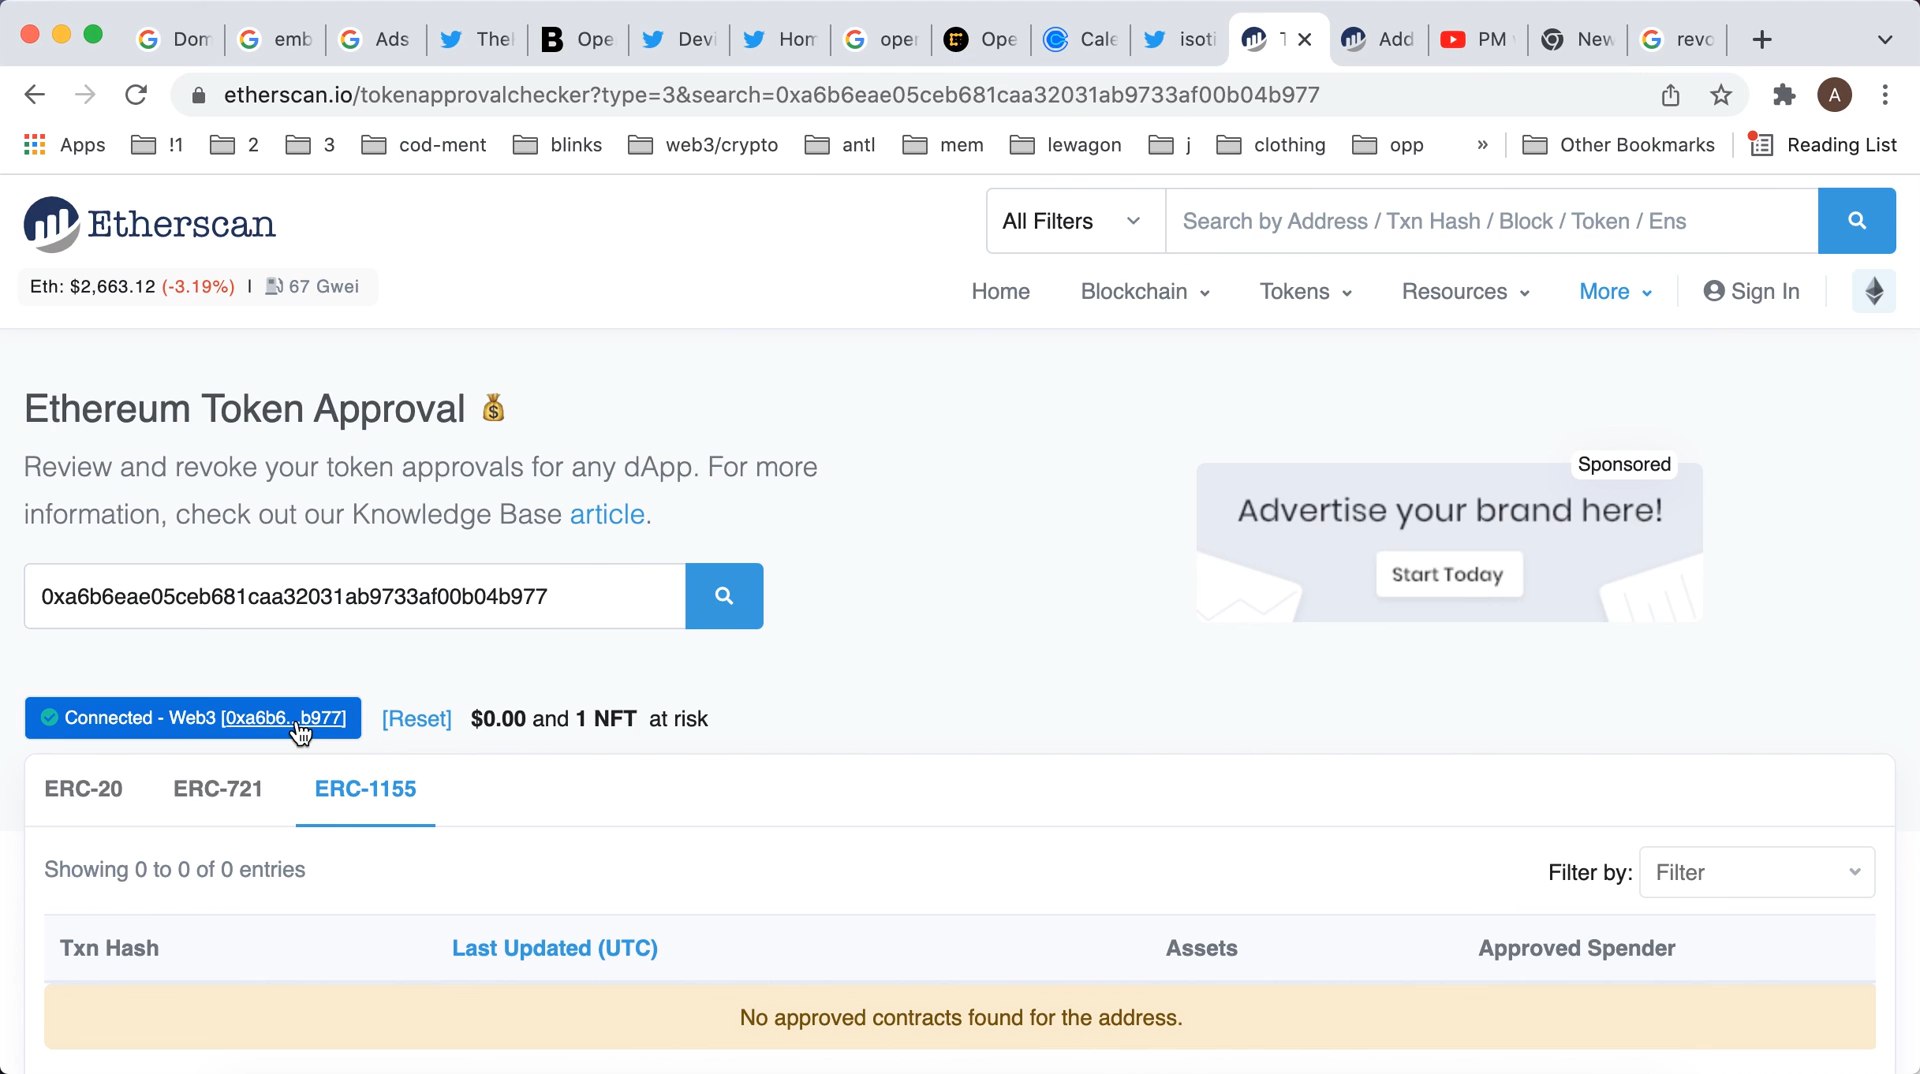 Dom
emb
Ads
The
Ope
Devi
Hom
oper
Ope
Cale
isoti
Add
PM
New
revo
etherscan.io/tokenapprovalchecker?type=3&search=0xa6b6eae05ceb681caa32031ab9733af00b04b977
A
Apps
!1
2
3
cod-ment
blinks
web3/crypto
antl
mem
lewagon
j
clothing
opp
»
Other Bookmarks
Reading List
Etherscan
All Filters
Search by Address / Txn Hash / Block / Token / Ens
Eth: $2,663.12 (-3.19%) | 67 Gwei
Home
Blockchain
Tokens
Resources
More
Sign In
Ethereum Token Approval
Review and revoke your token approvals for any dApp. For more
information, check out our Knowledge Base article.
Sponsored
Advertise your brand here!
Start Today
0xa6b6eae05ceb681caa32031ab9733af00b04b977
Connected - Web3 [0xa6b6...b977]
[Reset] $0.00 and 1 NFT at risk
ERC-20
ERC-721
ERC-1155
Showing 0 to 0 of 0 entries
Filter by: Filter
Txn Hash
Last Updated (UTC)
Assets
Approved Spender
No approved contracts found for the address.